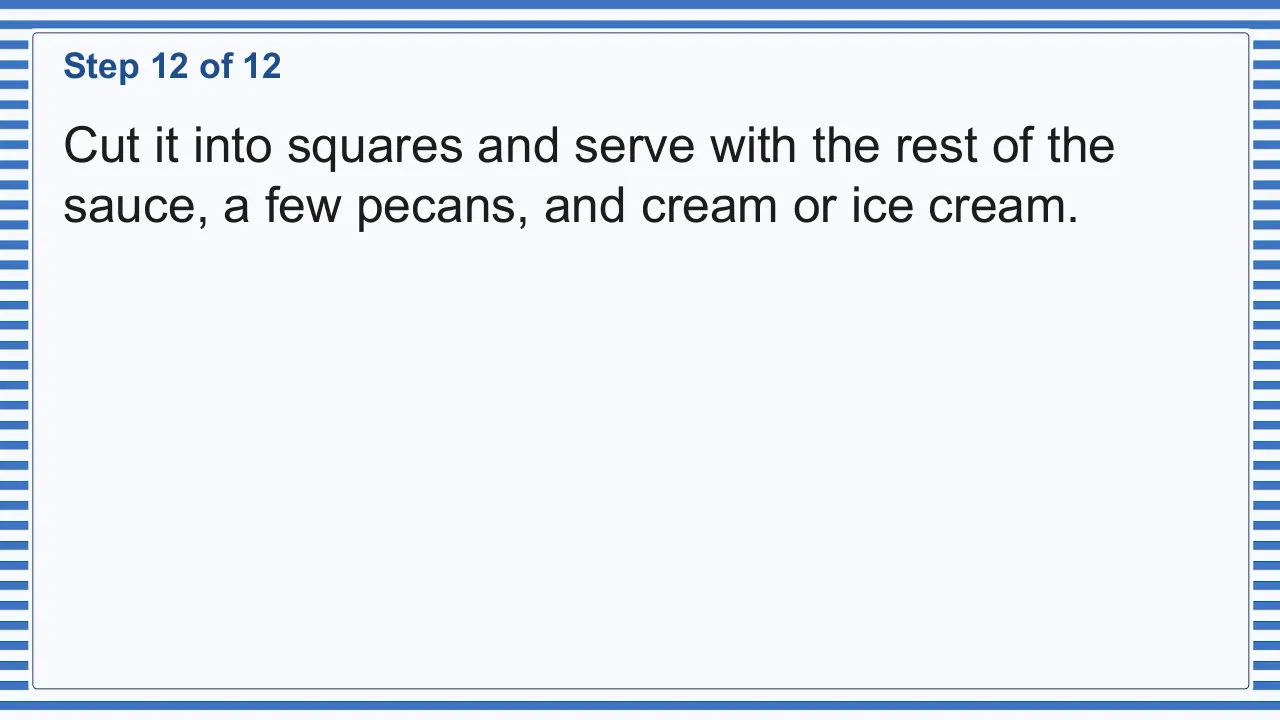 Step 12 of 12
Cut it into squares and serve with the rest of the
sauce, a few pecans, and cream or ice cream.